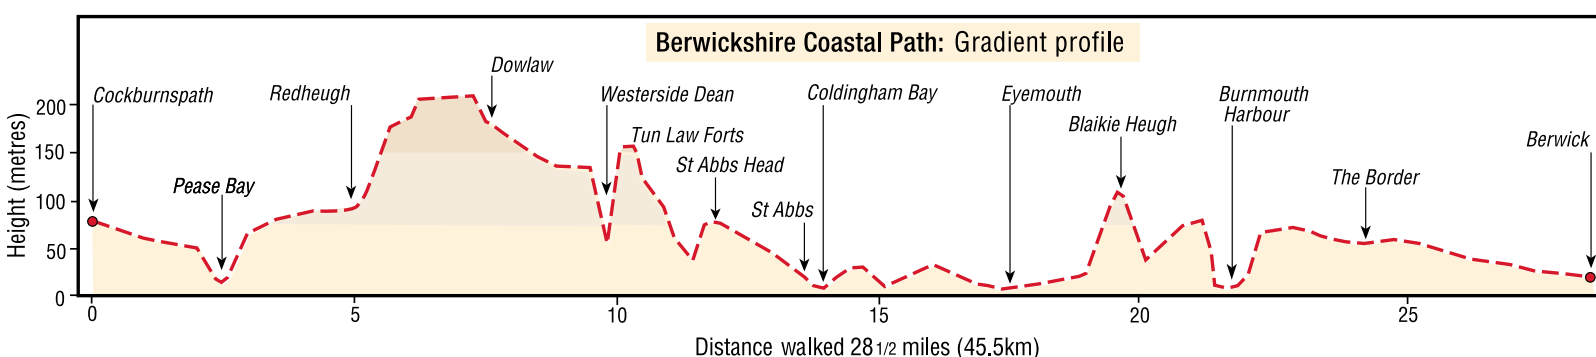 Berwickshire Coastal Path: Gradient profile
Dowlaw
Cockburnspath
Redheugh
Westerside Dean
Coldingham Bay
Eyemouth
Burnmouth
Harbour
Blaikie Heugh
Tun Law Forts
Berwick
St Abbs Head
The Border
Pease Bay
St Abbs
Height (metres)
200
150
100
50
0
0
5
10
15
20
25
Distance walked 28 1/2 miles (45.5km)